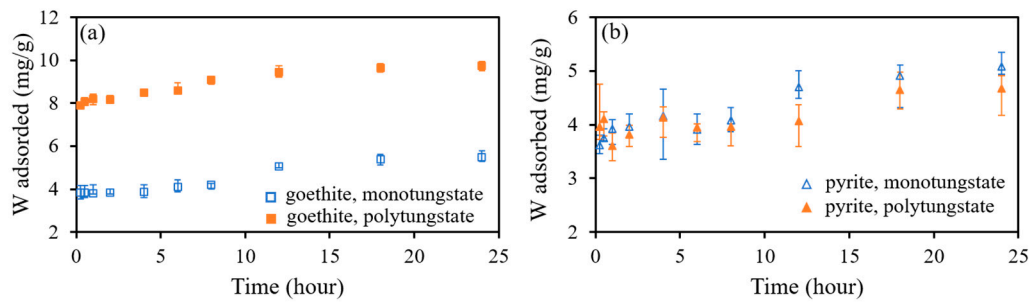 (a)
W adsorded (mg/g)
12
10
8
6
4
2
0
5
10
15
20
25
Time (hour)
goethite, monotungstate
goethite, polytungstate
(b)
W adsorbed (mg/g)
6
5
4
3
2
0
5
10
15
20
25
Time (hour)
pyrite, monotungstate
pyrite, polytungstate